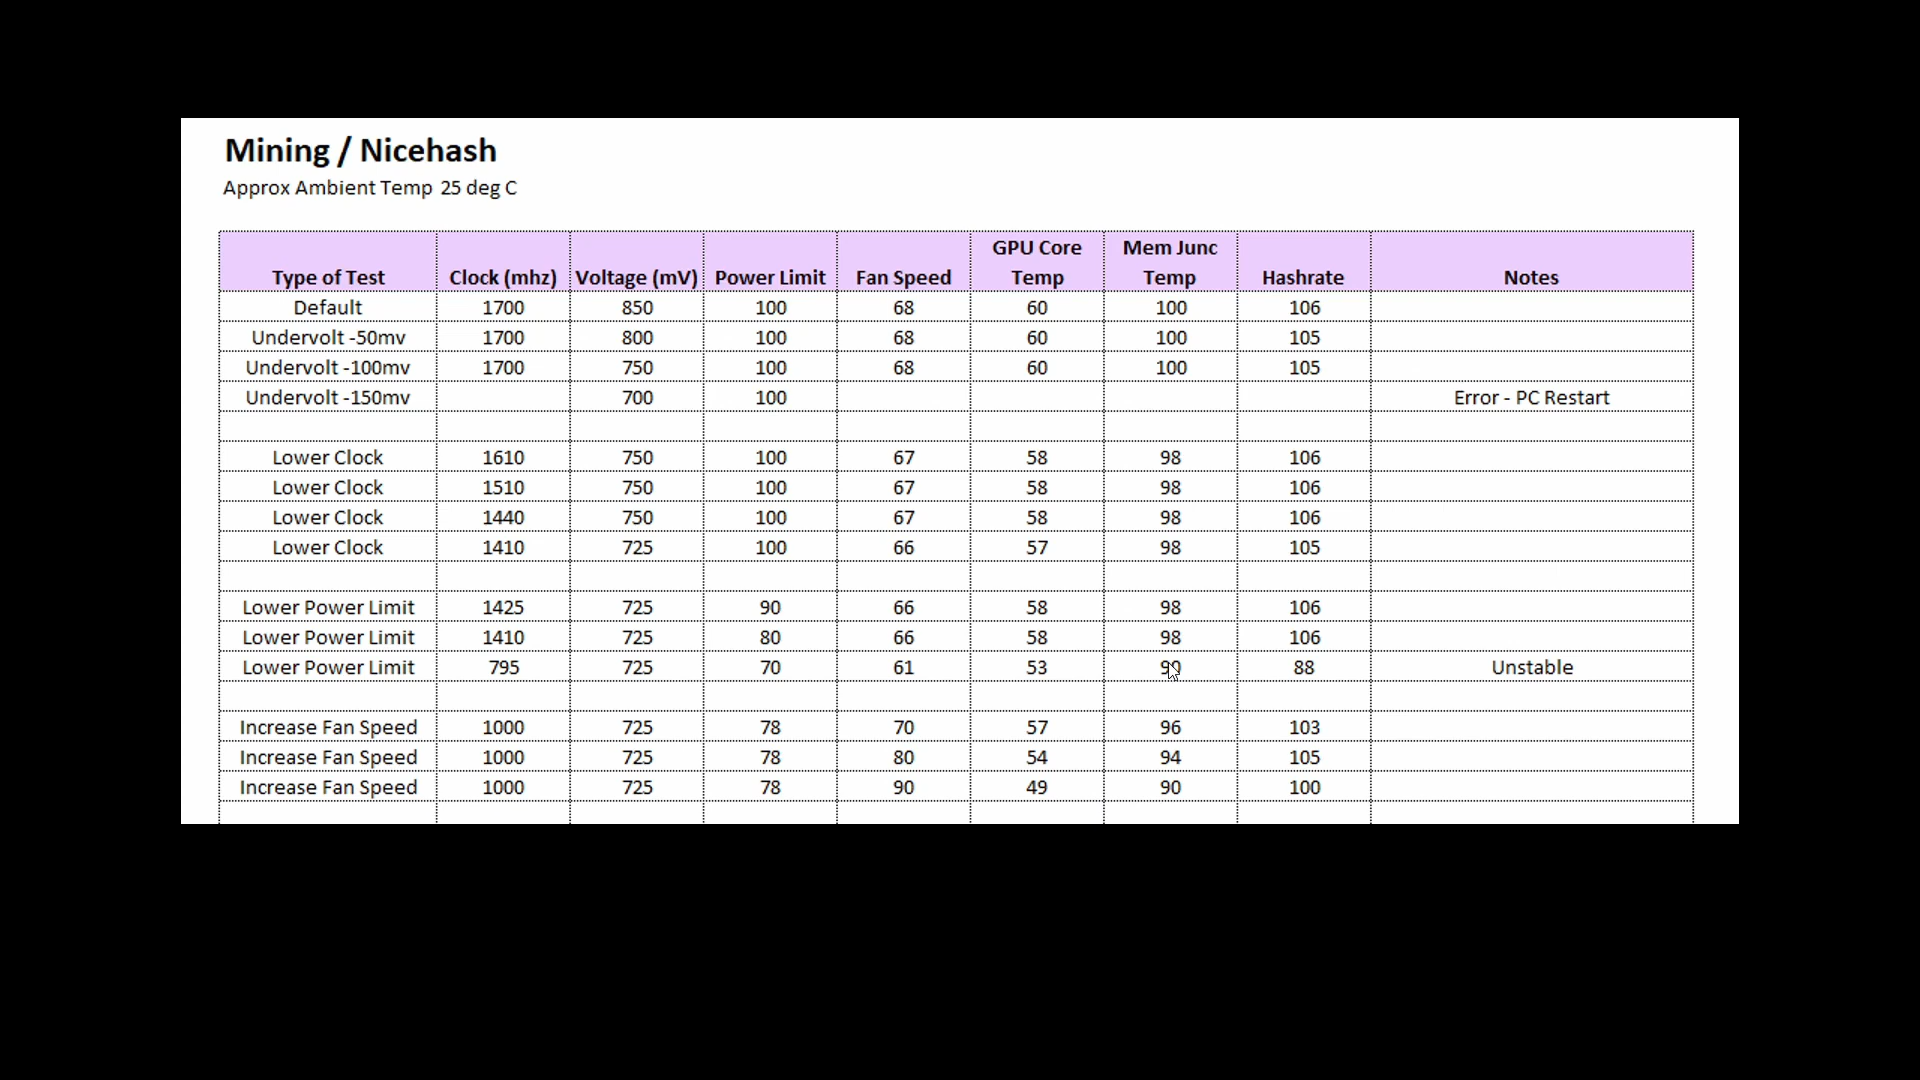 Mining / Nicehash
Approx Ambient Temp 25 deg C
Type of Test Clock (mhz) Voltage (mV) Power Limit Fan Speed GPU Core Temp Mem Junc Temp Hashrate Notes
Default 1700 850 100 68 60 100 106
Undervolt -50mv 1700 800 100 68 60 100 105
Undervolt -100mv 1700 750 100 68 60 100 105
Undervolt -150mv 700 100 Error - PC Restart
Lower Clock 1610 750 100 67 58 98 106
Lower Clock 1510 750 100 67 58 98 106
Lower Clock 1440 750 100 67 58 98 106
Lower Clock 1410 725 100 66 57 98 105
Lower Power Limit 1425 725 90 66 58 98 106
Lower Power Limit 1410 725 80 66 58 98 106
Lower Power Limit 795 725 70 61 53 90 88 Unstable
Increase Fan Speed 1000 725 78 70 57 96 103
Increase Fan Speed 1000 725 78 80 54 94 105
Increase Fan Speed 1000 725 78 90 49 90 100